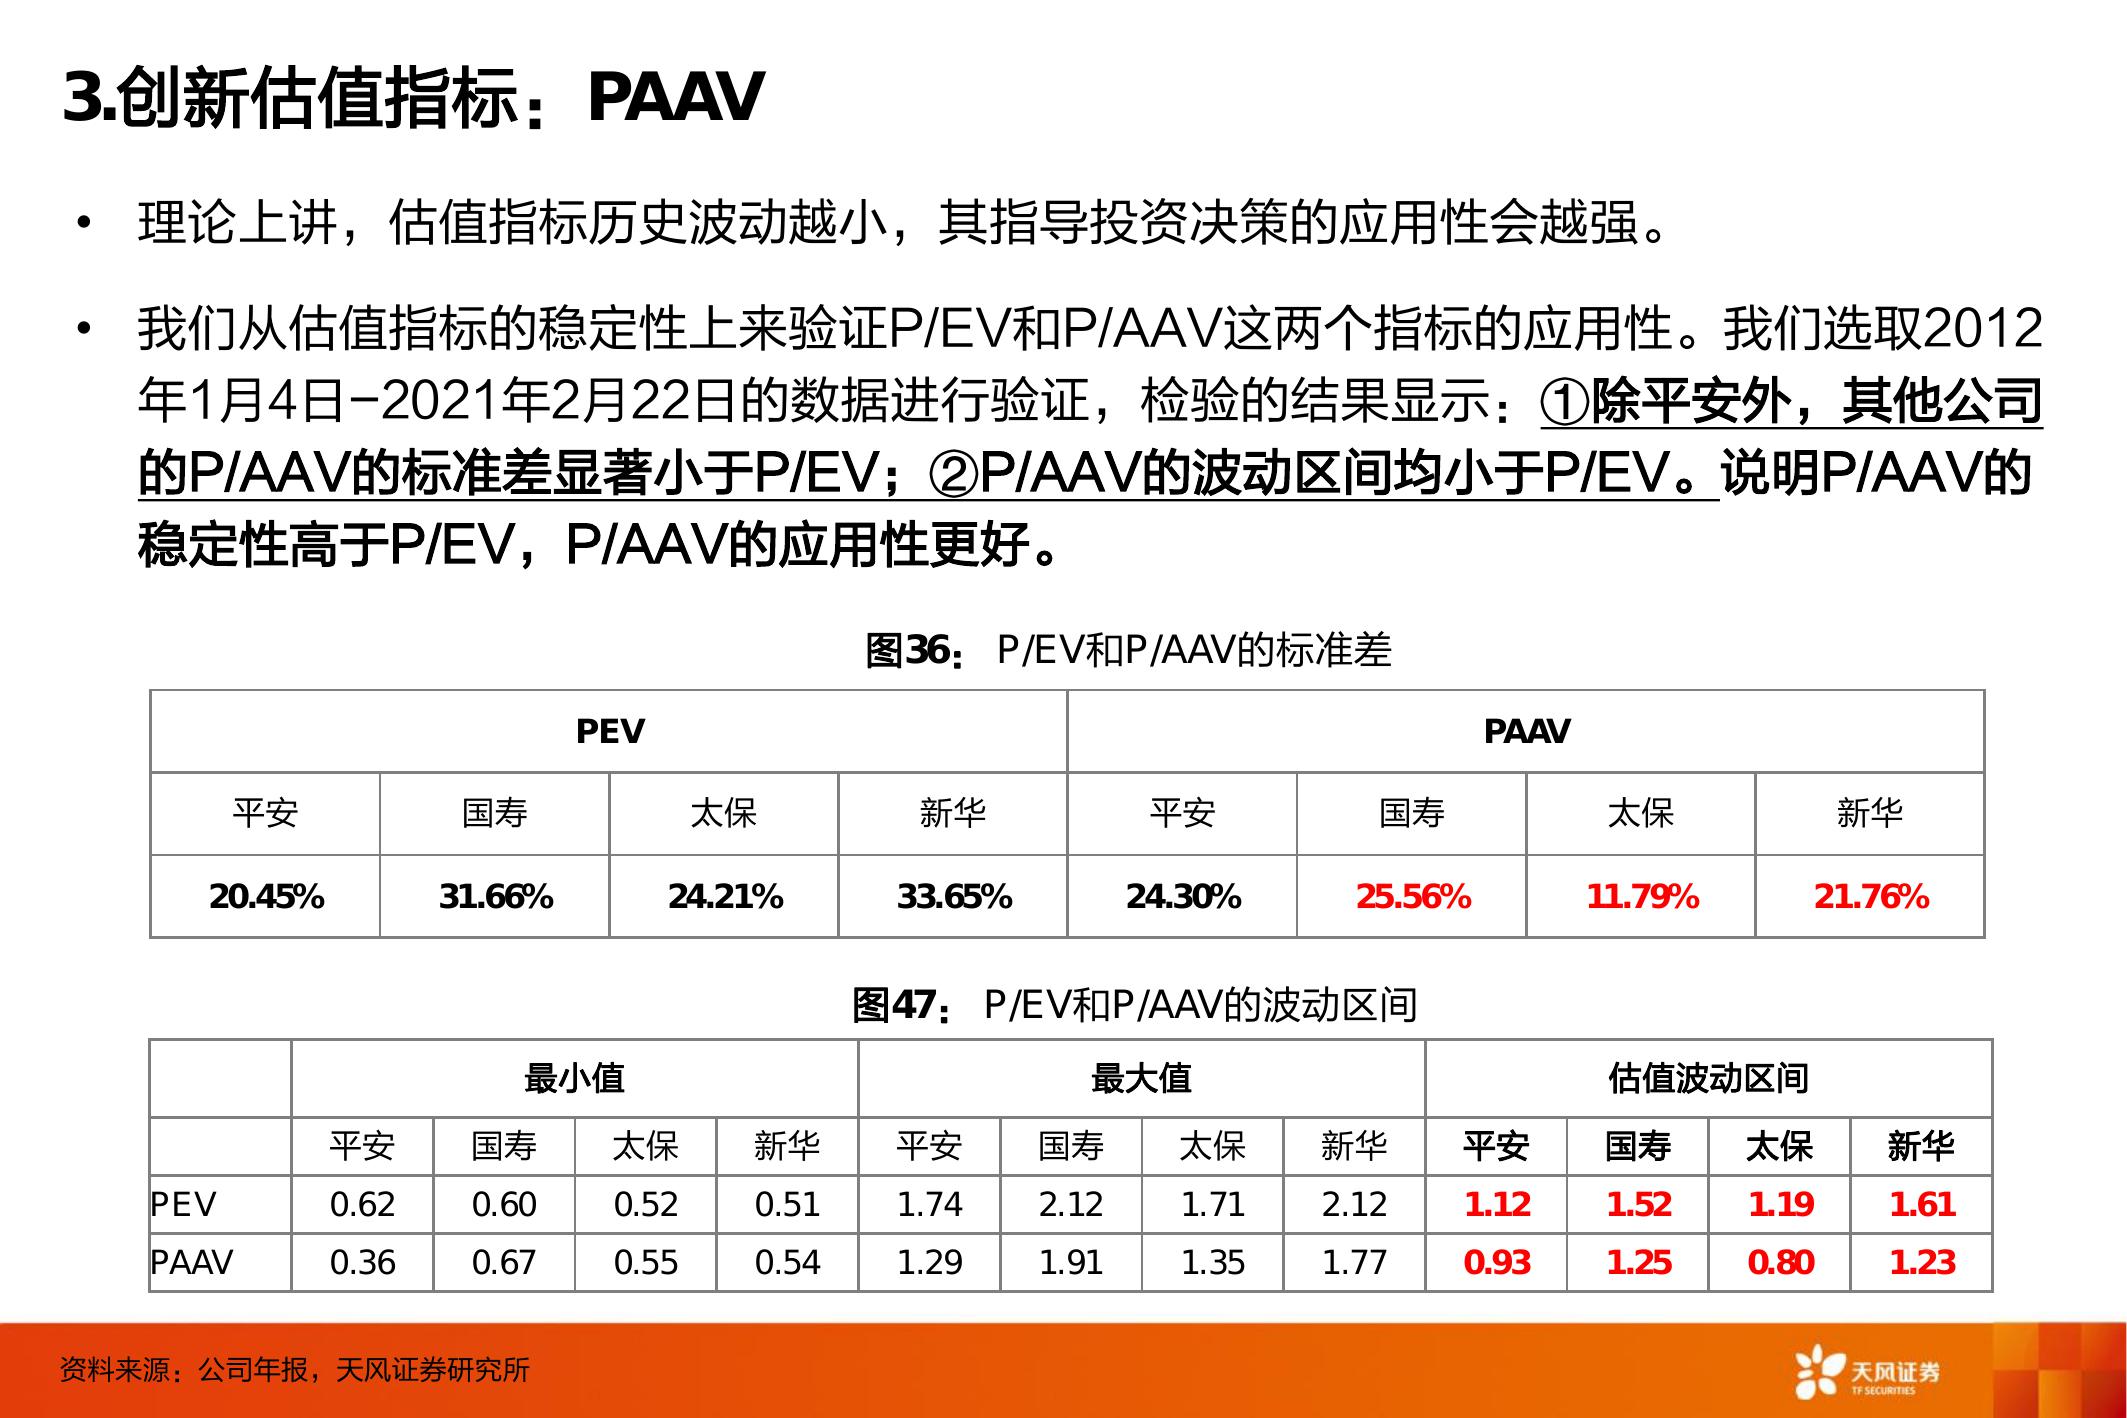 3.创新估值指标：PAAV
• 理论上讲，估值指标历史波动越小，其指导投资决策的应用性会越强。
• 我们从估值指标的稳定性上来验证P/EV和P/AAV这两个指标的应用性。我们选取2012
年1月4日-2021年2月22日的数据进行验证，检验的结果显示：①除平安外，其他公司
的P/AAV的标准差显著小于P/EV；②P/AAV的波动区间均小于P/EV。说明P/AAV的
稳定性高于P/EV，P/AAV的应用性更好。
图36： P/EV和P/AAV的标准差
PEV PAAV
平安 国寿 太保 新华 平安 国寿 太保 新华
20.45% 31.66% 24.21% 33.65% 24.30% 25.56% 11.79% 21.76%
图47： P/EV和P/AAV的波动区间
最小值 最大值 估值波动区间
平安 国寿 太保 新华 平安 国寿 太保 新华 平安 国寿 太保 新华
PEV 0.62 0.60 0.52 0.51 1.74 2.12 1.71 2.12 1.12 1.52 1.19 1.61
PAAV 0.36 0.67 0.55 0.54 1.29 1.91 1.35 1.77 0.93 1.25 0.80 1.23
资料来源：公司年报，天风证券研究所
天风证券
TF SECURITIES